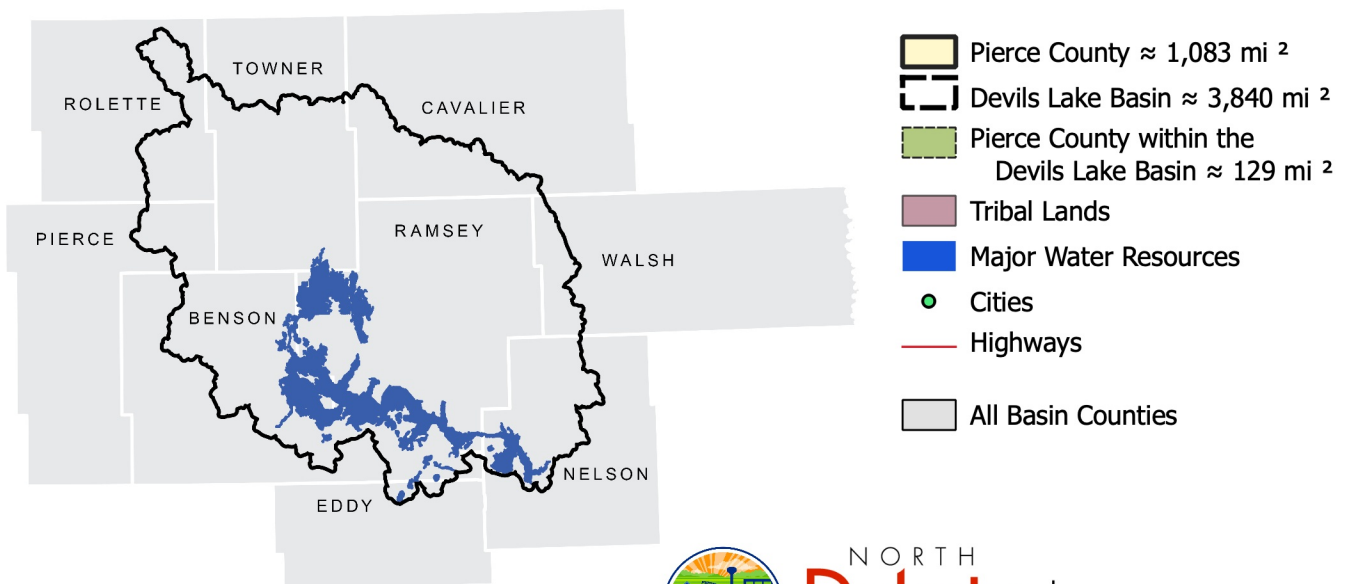 TOWNER
ROLETTE
CAVALIER
PIERCE
RAMSEY
WALSH
BENSON
NELSON
EDDY
Pierce County ≈ 1,083 mi ²
Devils Lake Basin ≈ 3,840 mi ²
Pierce County within the
Devils Lake Basin ≈ 129 mi ²
Tribal Lands
Major Water Resources
Cities
Highways
All Basin Counties
NORTH